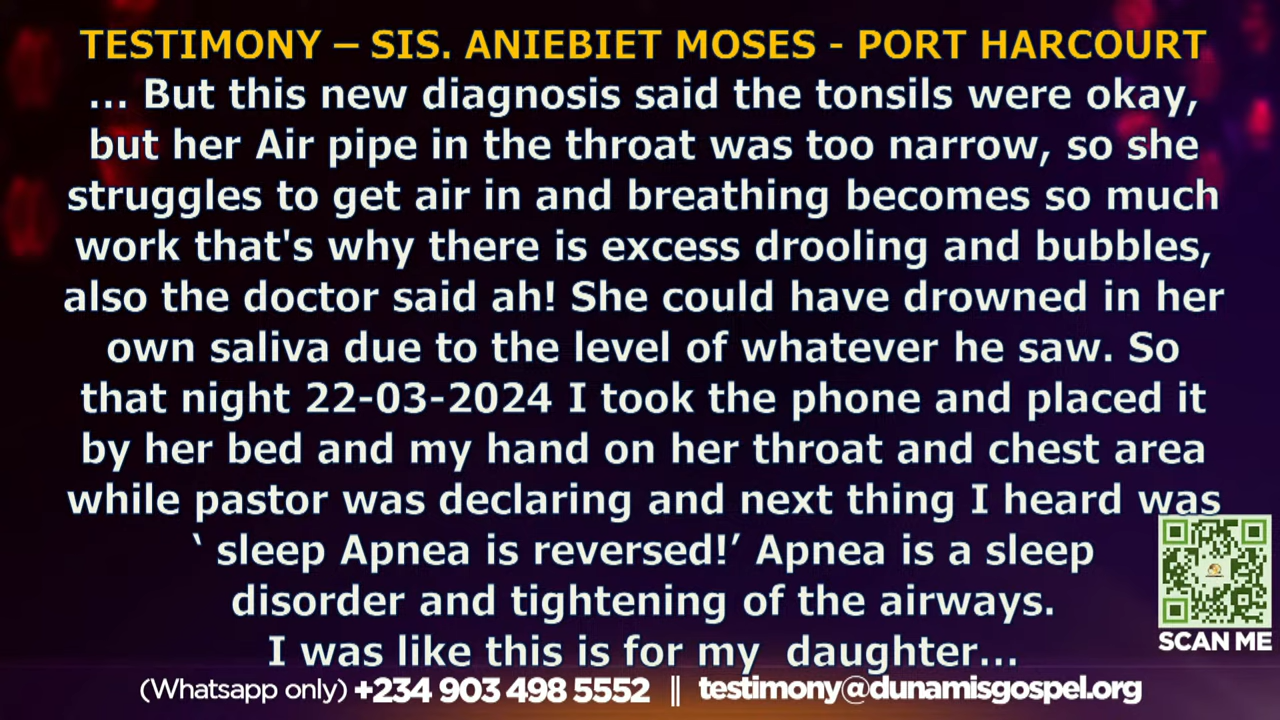 TESTIMONY – SIS. ANIEBIET MOSES - PORT HARCOURT
... But this new diagnosis said the tonsils were okay,
but her Air pipe in the throat was too narrow, so she
struggles to get air in and breathing becomes so much
work that's why there is excess drooling and bubbles,
also the doctor said ah! She could have drowned in her
own saliva due to the level of whatever he saw. So
that night 22-03-2024 I took the phone and placed it
by her bed and my hand on her throat and chest area
while pastor was declaring and next thing I heard was
‘ sleep Apnea is reversed!’ Apnea is a sleep
disorder and tightening of the airways.
I was like this is for my  daughter...
SCAN ME
(Whatsapp only) +234 903 498 5552 || testimony@dunamisgospel.org